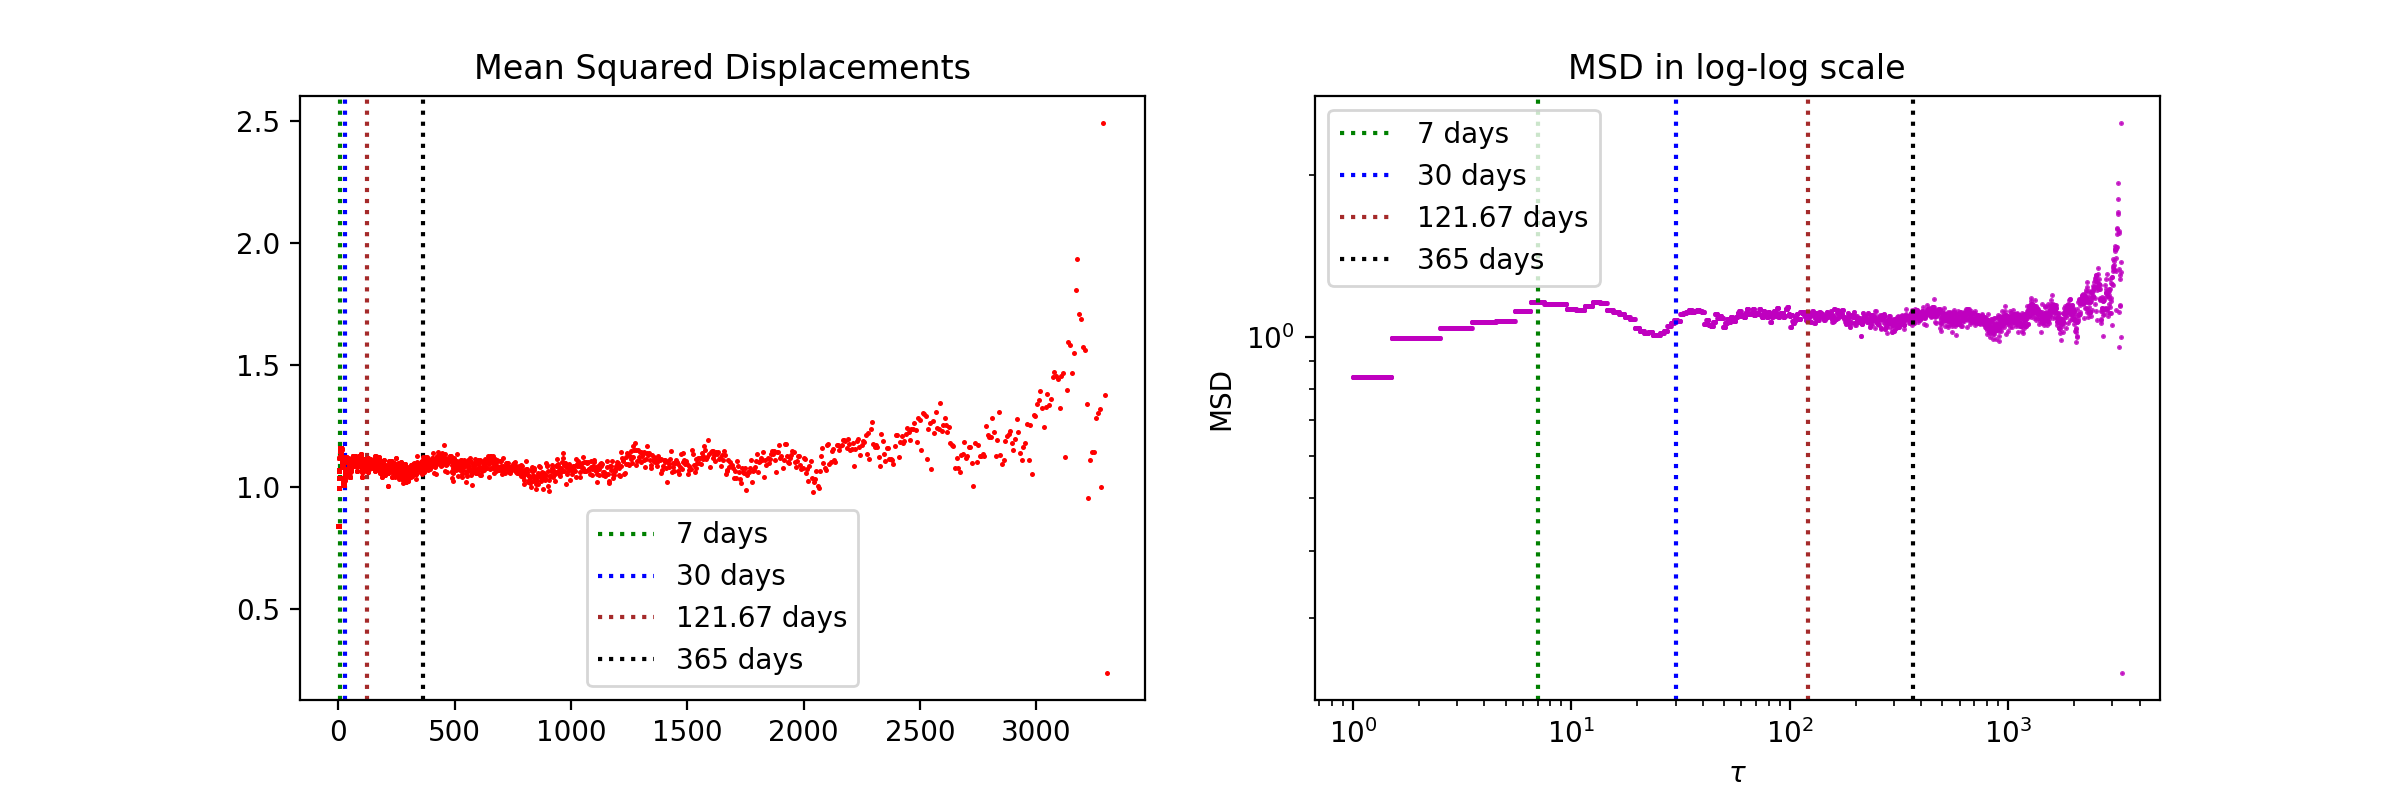 Mean Squared Displacements
2.5
2.0
1.5
1.0
0.5
0 500 1000 1500 2000 2500 3000
7 days
30 days
121.67 days
365 days
MSD in log-log scale
7 days
30 days
121.67 days
365 days
MSD
10⁰
10⁰ 10¹ 10² 10³
τ